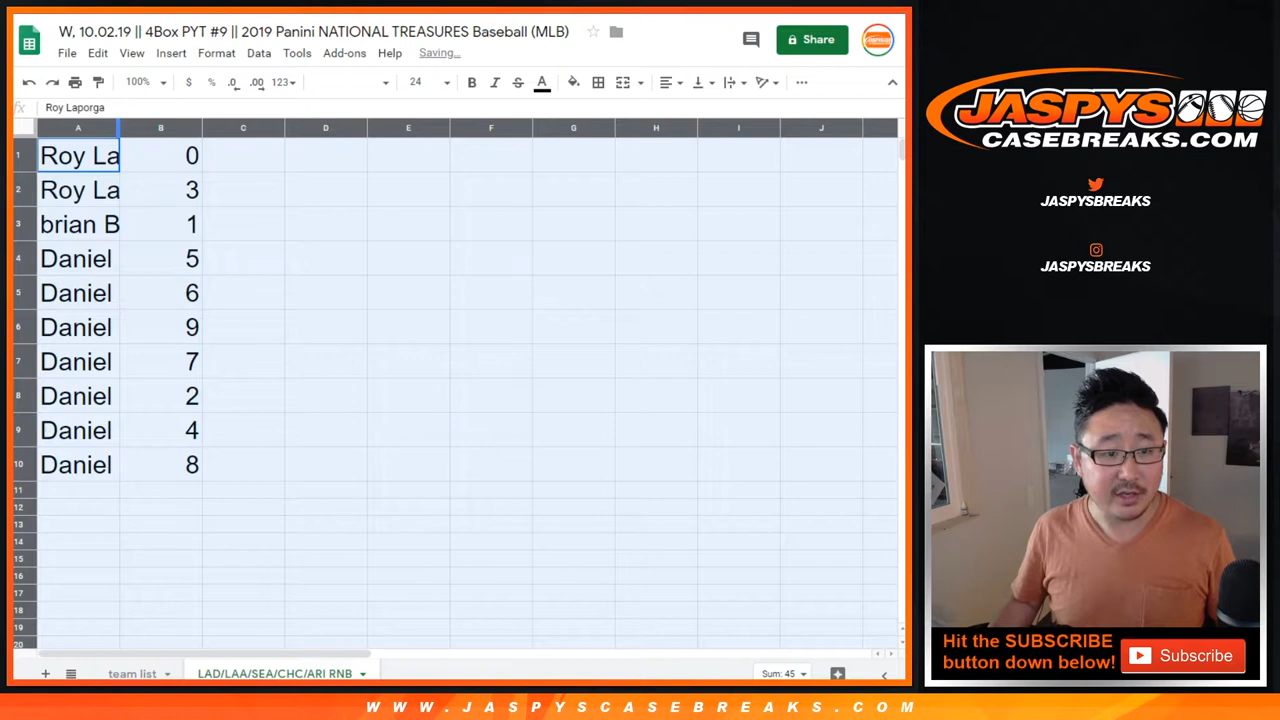 W, 10.02.19 || 4Box PYT #9 || 2019 Panini NATIONAL TREASURES Baseball (MLB)
File Edit View Insert Format Data Tools Add-ons Help Saving...
Share
100% $ % .0 .00 123 24 B I S A
fx Roy Laporga
A B C D E F G H I J
1 Roy La 0
2 Roy La 3
3 brian B 1
4 Daniel 5
5 Daniel 6
6 Daniel 9
7 Daniel 7
8 Daniel 2
9 Daniel 4
10 Daniel 8
11
12
13
14
15
16
17
18
19
20
team list LAD/LAA/SEA/CHC/ARI RNB Sum: 45
JASPYS
CASEBREAKS.COM
JASPYSBREAKS
JASPYSBREAKS
Hit the SUBSCRIBE
button down below!
Subscribe
WWW.JASPYSCASEBREAKS.COM